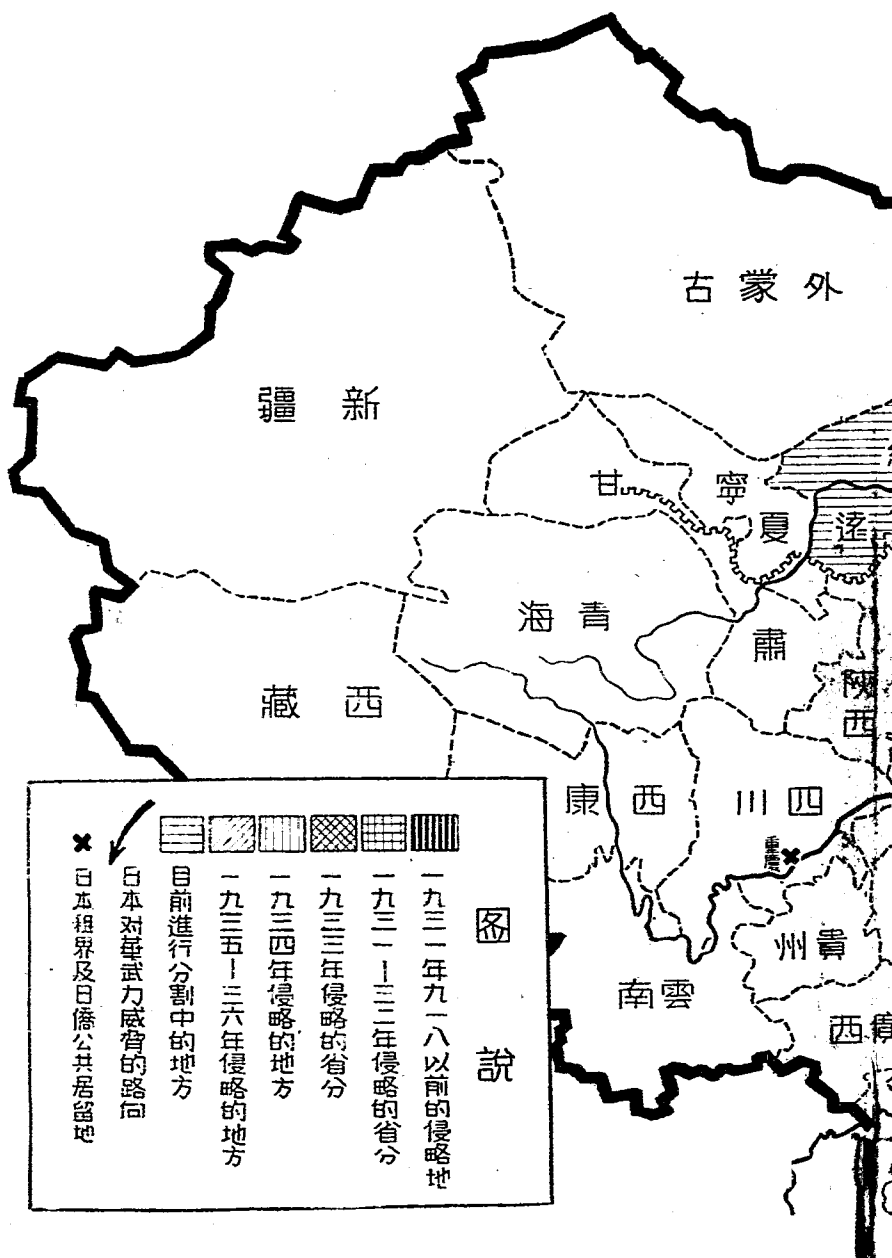 外蒙古
新疆
甘
寧
夏
遠
青海
肅
陝西
西藏
西康
四川
重慶
貴州
雲南
西
圖說
一九三一年九一八以前的侵略地
一九三一－三二年侵略的省分
一九三三年侵略的省分
一九三四年侵略的地方
一九三五－三六年侵略的地方
目前進行分割中的地方
日本对華武力威脅的路向
日本租界及日僑公共居留地